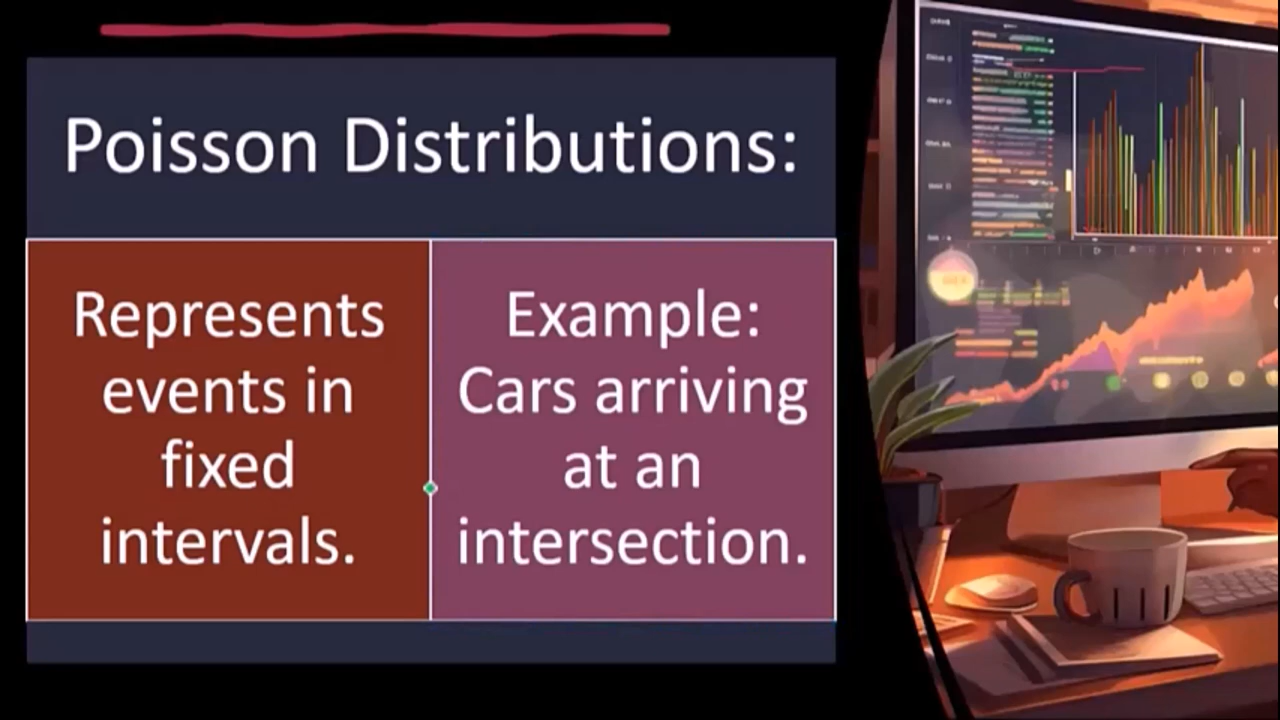 Poisson Distributions:
Represents
events in
fixed
intervals.
Example:
Cars arriving
at an
intersection.